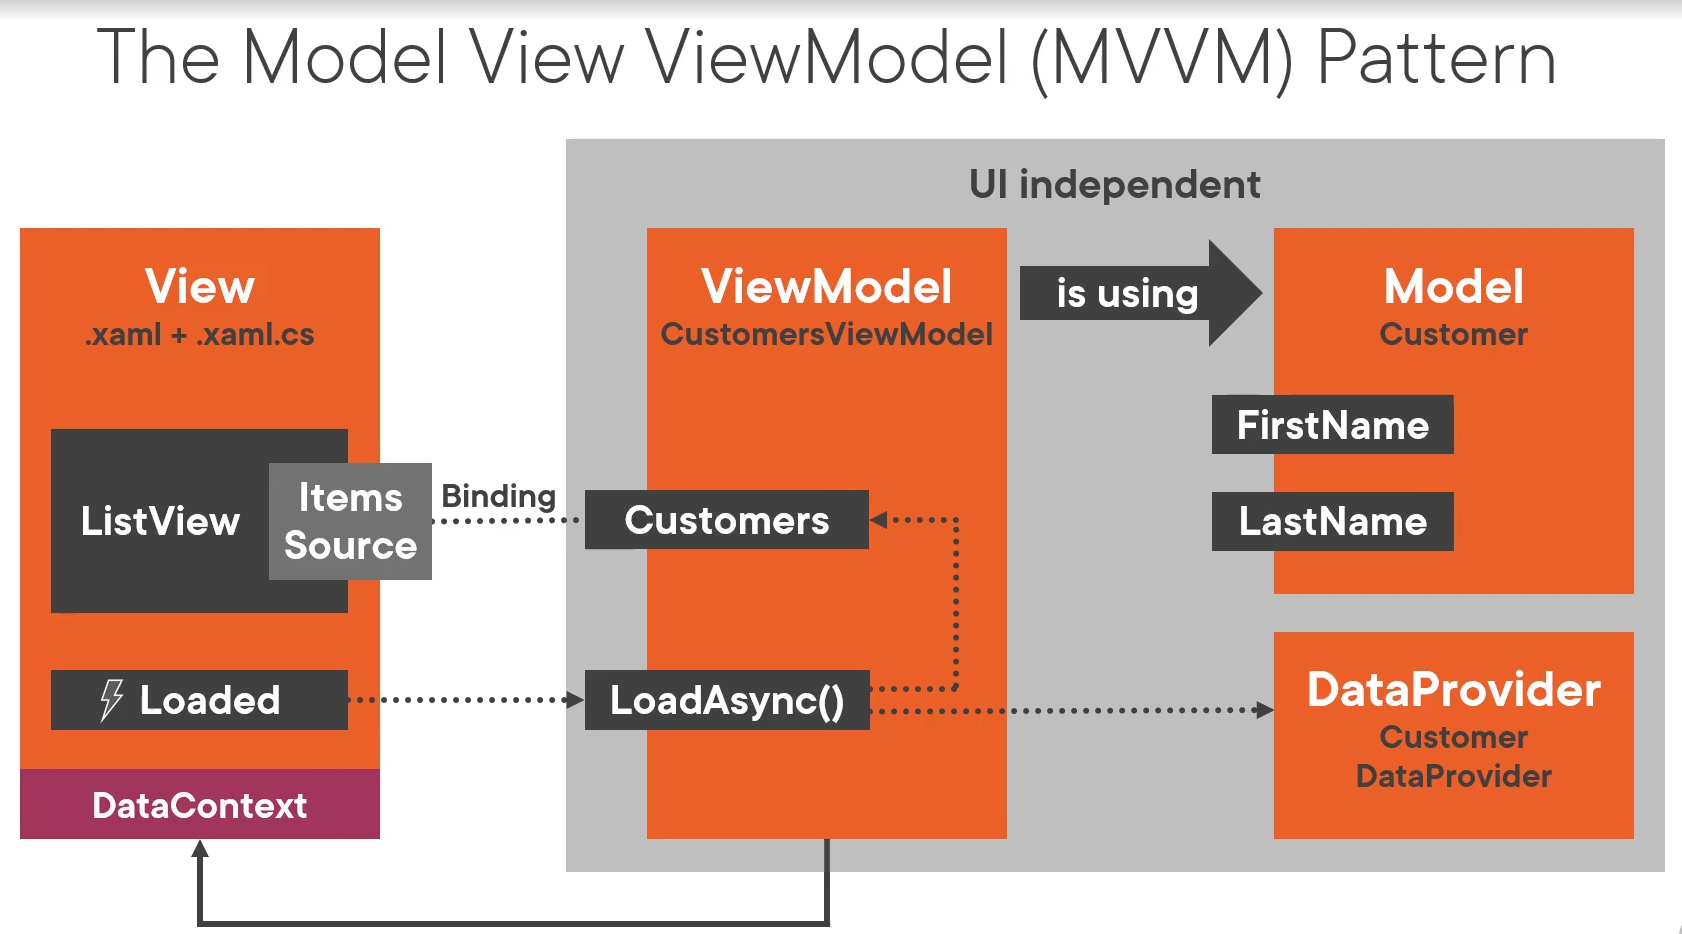 The Model View ViewModel (MVVM) Pattern
UI independent
View
.xaml + .xaml.cs
ListView
Items
Source
Binding
Loaded
DataContext
ViewModel
CustomersViewModel
Customers
LoadAsync()
is using
Model
Customer
FirstName
LastName
DataProvider
Customer
DataProvider